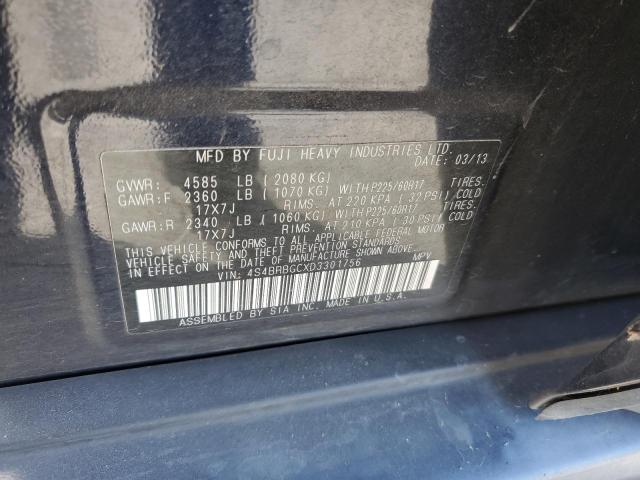 MFD BY FUJI HEAVY INDUSTRIES LTD.
DATE: 03/13
GVWR: 4585 LB ( 2080 KG)
GAWR:F 2360 LB ( 1070 KG) WITH P225/60R17 TIRES.
17X7J RIMS. AT 220 KPA ( 32 PSI) COLD
GAWR:R 2340 LB ( 1060 KG) WITH P225/60R17 TIRES.
17X7J RIMS. AT 210 KPA ( 30 PSI) COLD
THIS VEHICLE CONFORMS TO ALL APPLICABLE FEDERAL MOTOR
VEHICLE SAFETY AND THEFT PREVENTION STANDARDS IN EFFECT
ON THE DATE OF MANUFACTURE SHOWN ABOVE.
VIN: 4S4BRBGCXD3301756 MPV
ASSEMBLED BY SIA INC. MADE IN U.S.A.